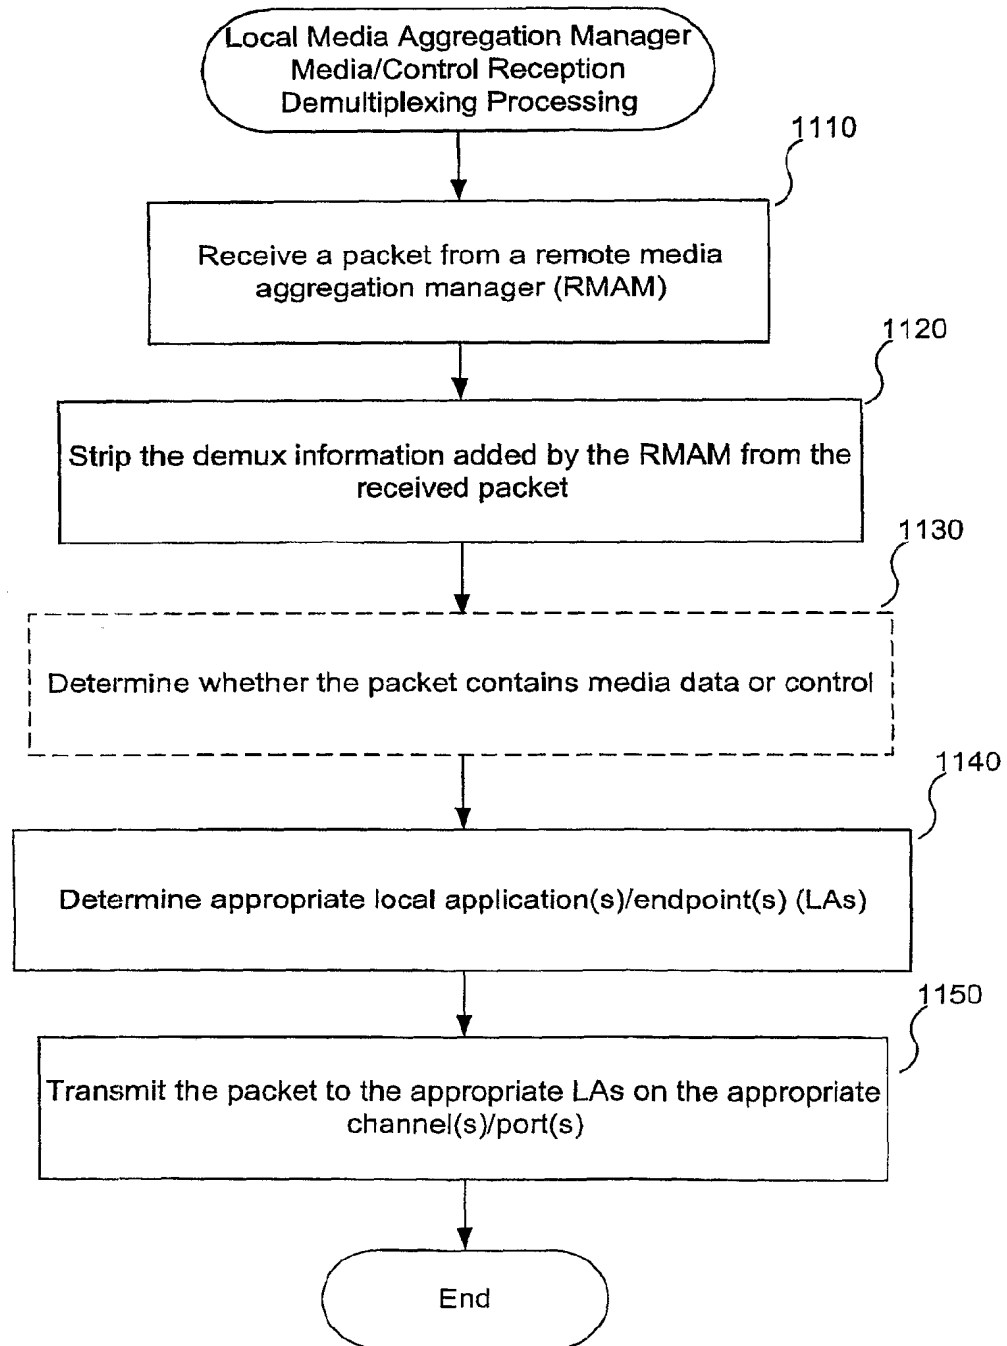 Local Media Aggregation Manager
Media/Control Reception
Demultiplexing Processing
1110
Receive a packet from a remote media
aggregation manager (RMAM)
1120
Strip the demux information added by the RMAM from the
received packet
1130
Determine whether the packet contains media data or control
1140
Determine appropriate local application(s)/endpoint(s) (LAs)
1150
Transmit the packet to the appropriate LAs on the appropriate
channel(s)/port(s)
End